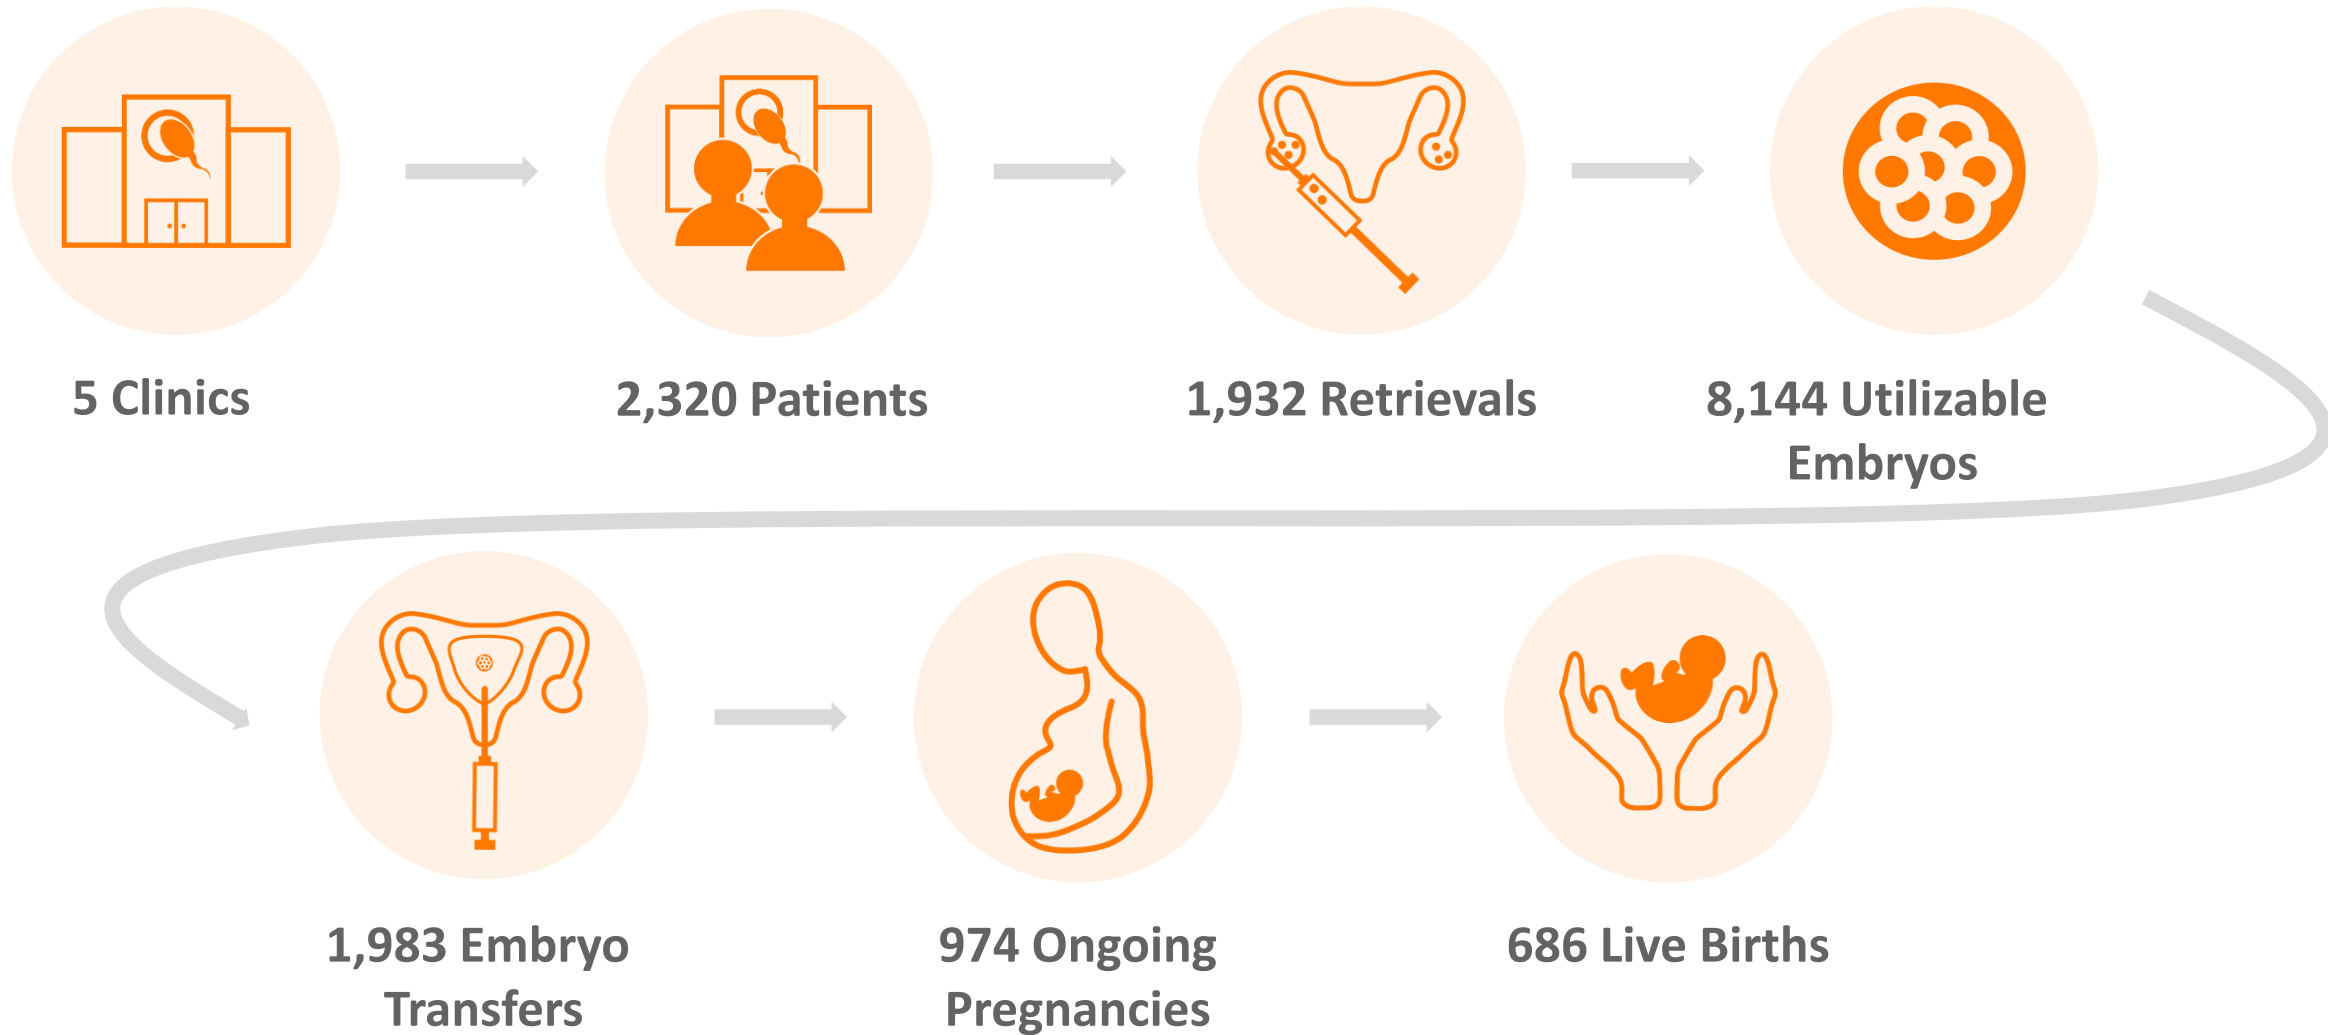 5 Clinics
2,320 Patients
1,932 Retrievals
8,144 Utilizable
Embryos
1,983 Embryo
Transfers
974 Ongoing
Pregnancies
686 Live Births